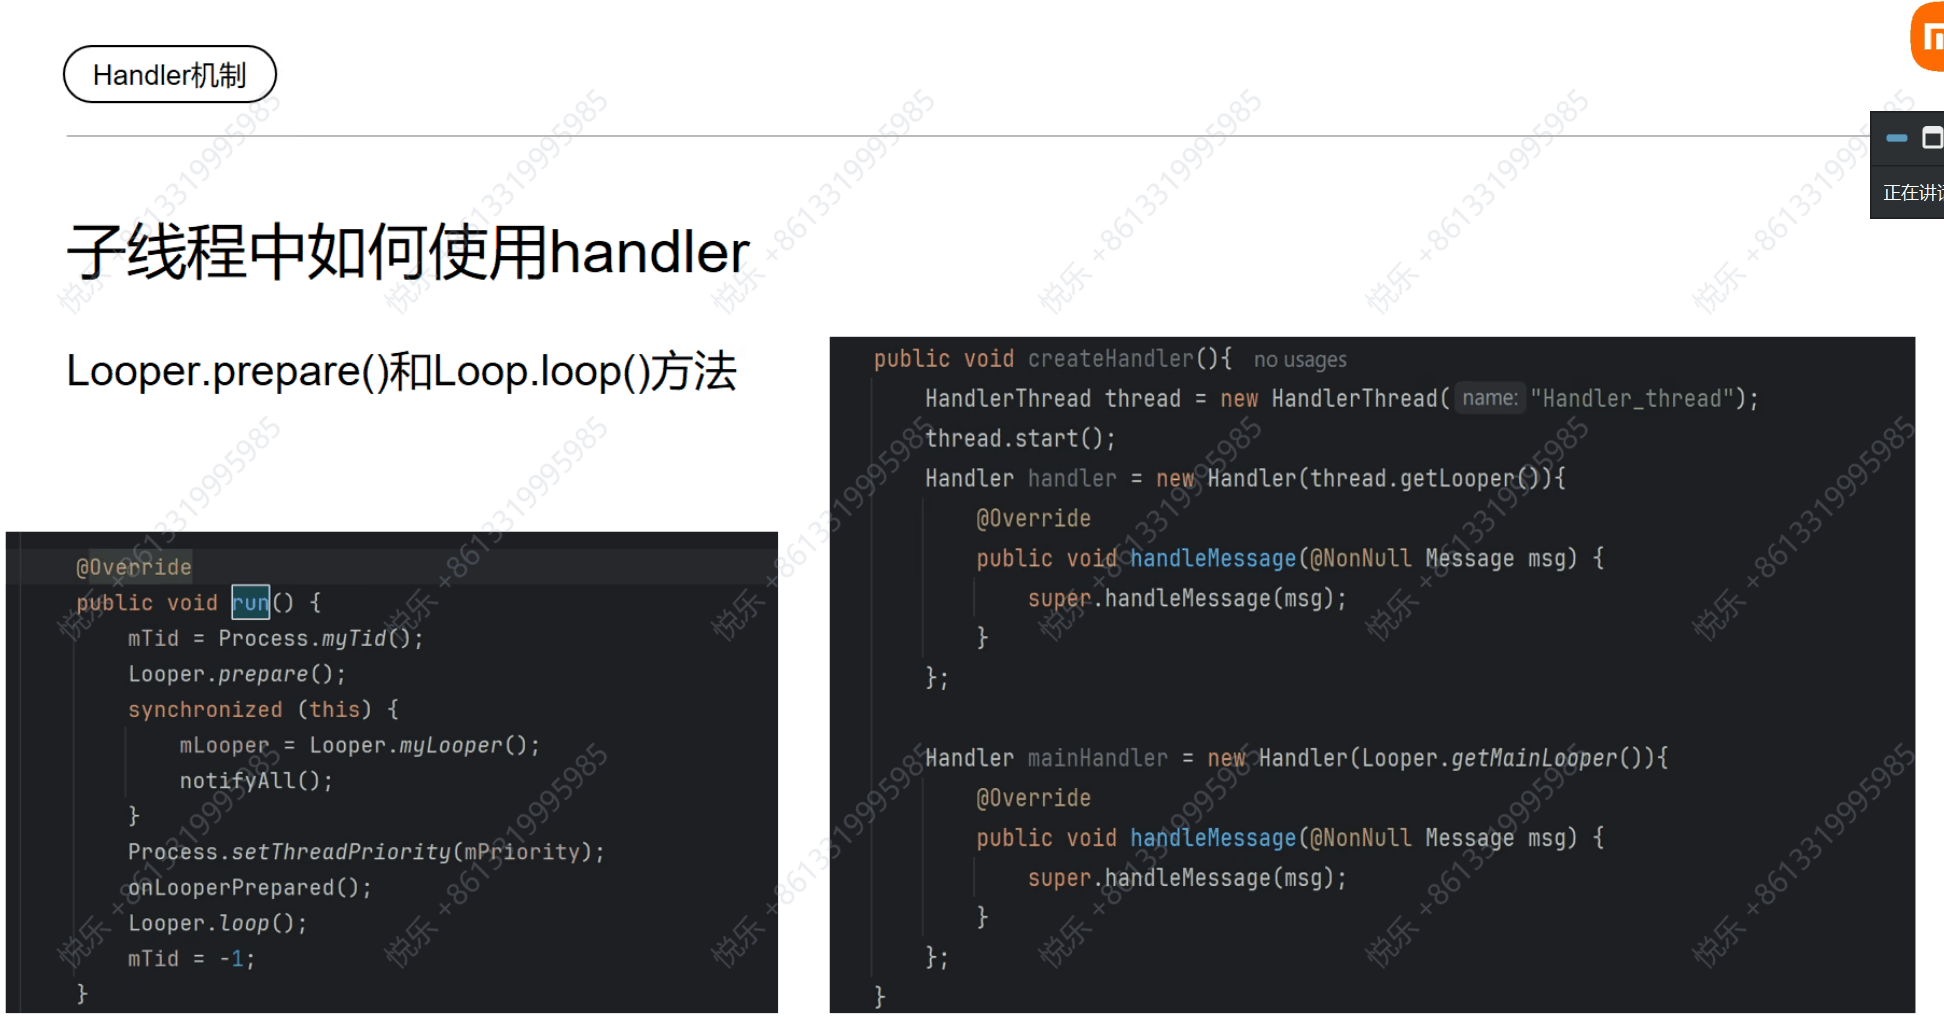 Handler机制
正在讲
子线程中如何使用handler
Looper.prepare()和Loop.loop()方法
@Override
public void run() {
mTid = Process.myTid();
Looper.prepare();
synchronized (this) {
mLooper = Looper.myLooper();
notifyAll();
}
Process.setThreadPriority(mPriority);
onLooperPrepared();
Looper.loop();
mTid = -1;
}
public void createHandler(){ no usages
HandlerThread thread = new HandlerThread( name: "Handler_thread");
thread.start();
Handler handler = new Handler(thread.getLooper()){
@Override
public void handleMessage(@NonNull Message msg) {
super.handleMessage(msg);
}
};
Handler mainHandler = new Handler(Looper.getMainLooper()){
@Override
public void handleMessage(@NonNull Message msg) {
super.handleMessage(msg);
}
};
}
悦乐 +8613319995985